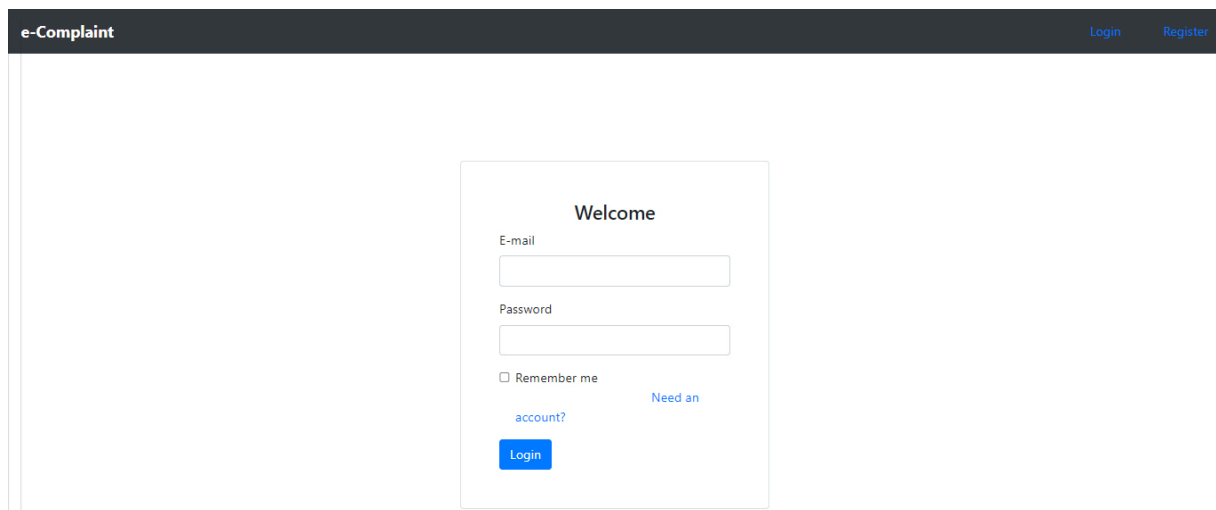 e-Complaint Login Register
Welcome
E-mail
Password
Remember me
Need an
account?
Login